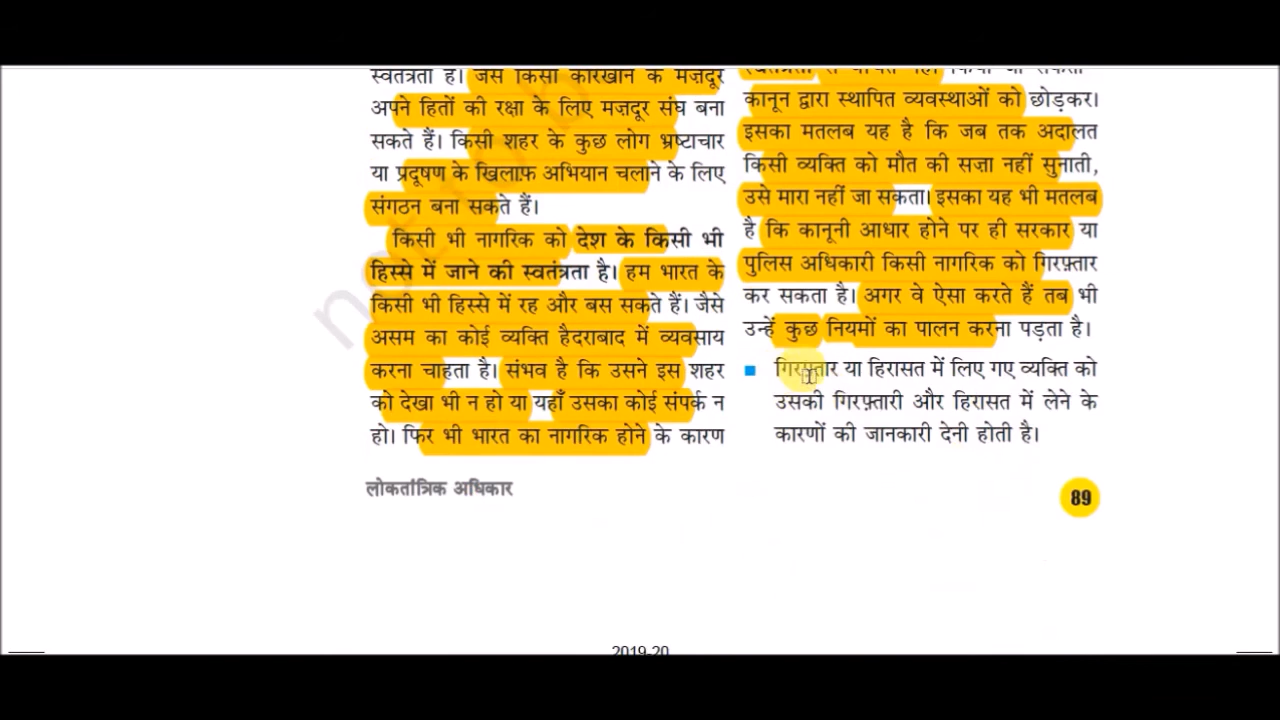 स्वतंत्रता है। जैसे किसी कारखाने के मज़दूर
अपने हितों की रक्षा के लिए मज़दूर संघ बना
सकते हैं। किसी शहर के कुछ लोग भ्रष्टाचार
या प्रदूषण के खिलाफ़ अभियान चलाने के लिए
संगठन बना सकते हैं।
किसी भी नागरिक को देश के किसी भी
हिस्से में जाने की स्वतंत्रता है। हम भारत के
किसी भी हिस्से में रह और बस सकते हैं। जैसे
असम का कोई व्यक्ति हैदराबाद में व्यवसाय
करना चाहता है। संभव है कि उसने इस शहर
को देखा भी न हो या यहाँ उसका कोई संपर्क न
हो। फिर भी भारत का नागरिक होने के कारण
कानून द्वारा स्थापित व्यवस्थाओं को छोड़कर।
इसका मतलब यह है कि जब तक अदालत
किसी व्यक्ति को मौत की सज़ा नहीं सुनाती,
उसे मारा नहीं जा सकता। इसका यह भी मतलब
है कि कानूनी आधार होने पर ही सरकार या
पुलिस अधिकारी किसी नागरिक को गिरफ़्तार
कर सकता है। अगर वे ऐसा करते हैं तब भी
उन्हें कुछ नियमों का पालन करना पड़ता है।
गिरफ़्तार या हिरासत में लिए गए व्यक्ति को
उसकी गिरफ़्तारी और हिरासत में लेने के
कारणों की जानकारी देनी होती है।
लोकतांत्रिक अधिकार
89
2019-20